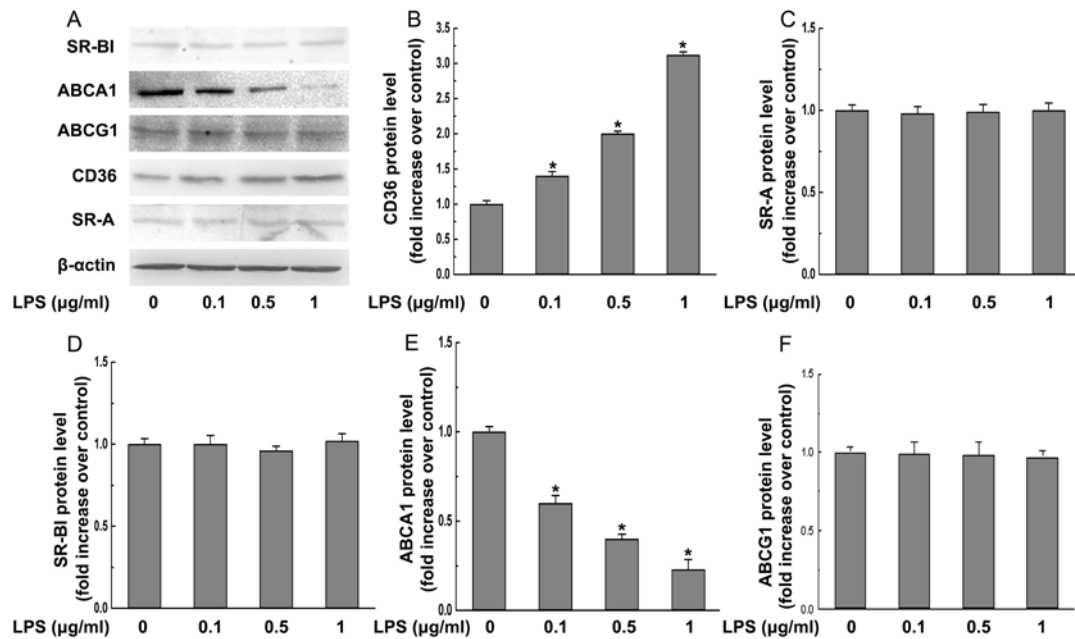 A
SR-BI
ABCA1
ABCG1
CD36
SR-A
β-actin
LPS (μg/ml) 0 0.1 0.5 1
B
CD36 protein level
(fold increase over control)
3.5
3.0
2.5
2.0
1.5
1.0
0.5
0.0
*
*
*
0 0.1 0.5 1
LPS (μg/ml)
C
SR-A protein level
(fold increase over control)
1.5
1.0
0.5
0.0
0 0.1 0.5 1
LPS (μg/ml)
D
SR-BI protein level
(fold increase over control)
1.5
1.0
0.5
0.0
LPS (μg/ml) 0 0.1 0.5 1
E
ABCA1 protein level
(fold increase over control)
1.5
1.0
0.5
0.0
*
*
*
LPS (μg/ml) 0 0.1 0.5 1
F
ABCG1 protein level
(fold increase over control)
1.5
1.0
0.5
0.0
LPS (μg/ml) 0 0.1 0.5 1